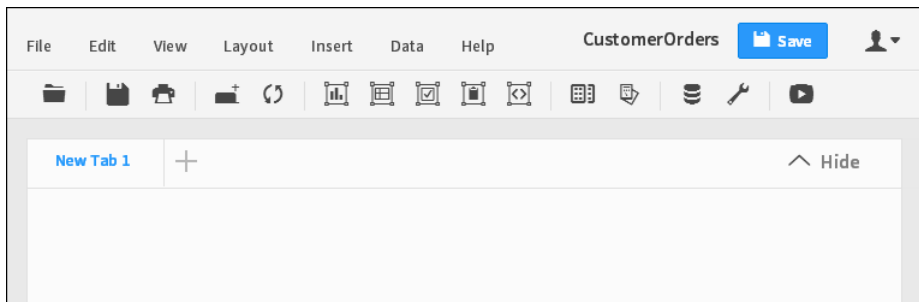 File Edit View Layout Insert Data Help CustomerOrders Save
New Tab 1 Hide